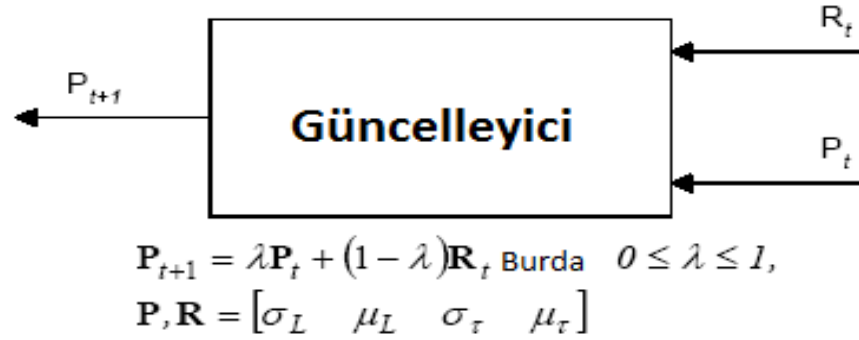 R_t
P_{t+1}
Güncelleyici
P_t
P_{t+1} = λP_t + (1 − λ)R_t Burda 0 ≤ λ ≤ 1,
P, R = [σ_L μ_L σ_τ μ_τ]